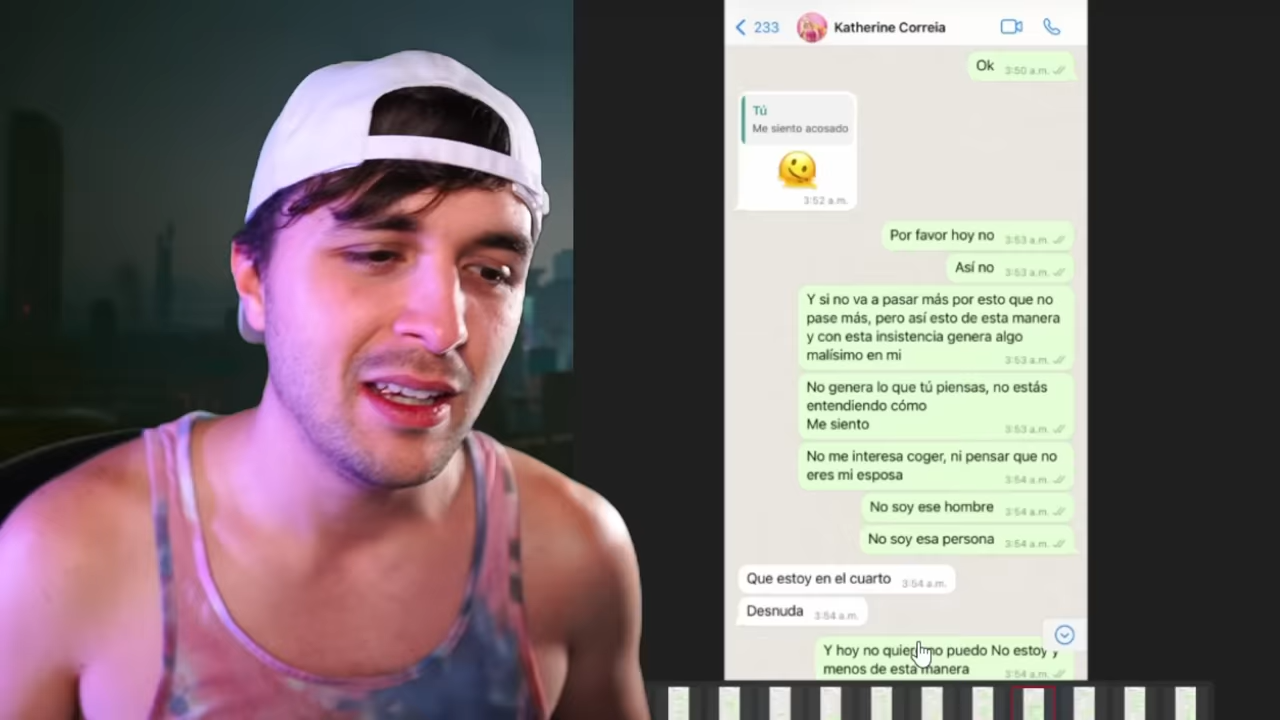 233
Katherine Correia
Ok 3:50 a.m.
Tú
Me siento acosado
3:52 a.m.
Por favor hoy no 3:53 a.m.
Así no 3:53 a.m.
Y si no va a pasar más por esto que no
pase más, pero así esto de esta manera
y con esta insistencia genera algo
malísimo en mi 3:53 a.m.
No genera lo que tú piensas, no estás
entendiendo cómo
Me siento 3:53 a.m.
No me interesa coger, ni pensar que no
eres mi esposa 3:54 a.m.
No soy ese hombre 3:54 a.m.
No soy esa persona 3:54 a.m.
Que estoy en el cuarto 3:54 a.m.
Desnuda 3:54 a.m.
Y hoy no puedo No estoy y
menos de esta manera 3:54 a.m.